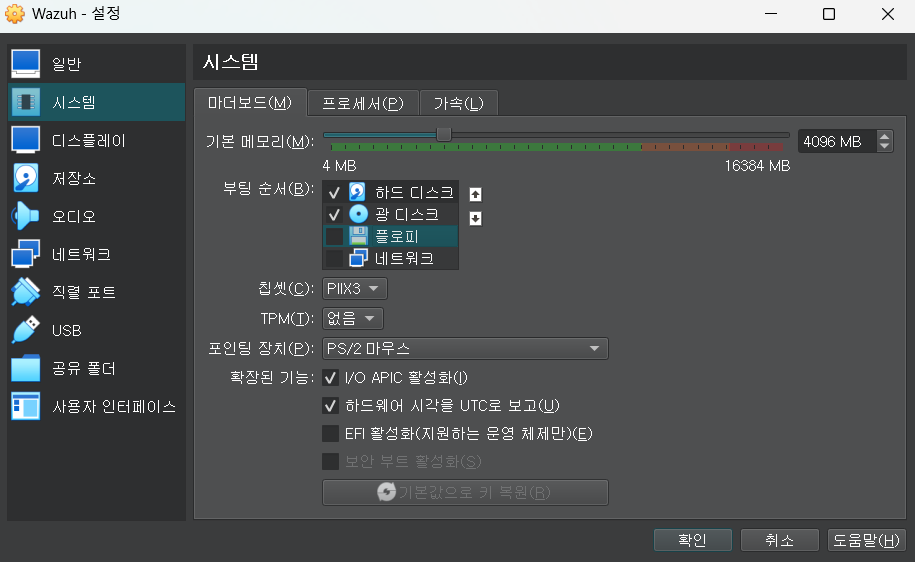 Wazuh - 설정
일반
시스템
디스플레이
저장소
오디오
네트워크
직렬 포트
USB
공유 폴더
사용자 인터페이스
시스템
마더보드(M) 프로세서(P) 가속(L)
기본 메모리(M): 4096 MB
4 MB 16384 MB
부팅 순서(B): 하드 디스크
광 디스크
플로피
네트워크
칩셋(C): PIIX3
TPM(T): 없음
포인팅 장치(P): PS/2 마우스
확장된 기능: I/O APIC 활성화(I)
하드웨어 시각을 UTC로 보고(U)
EFI 활성화(지원하는 운영 체제만)(E)
보안 부트 활성화(S)
기본값으로 키 복원(R)
확인 취소 도움말(H)